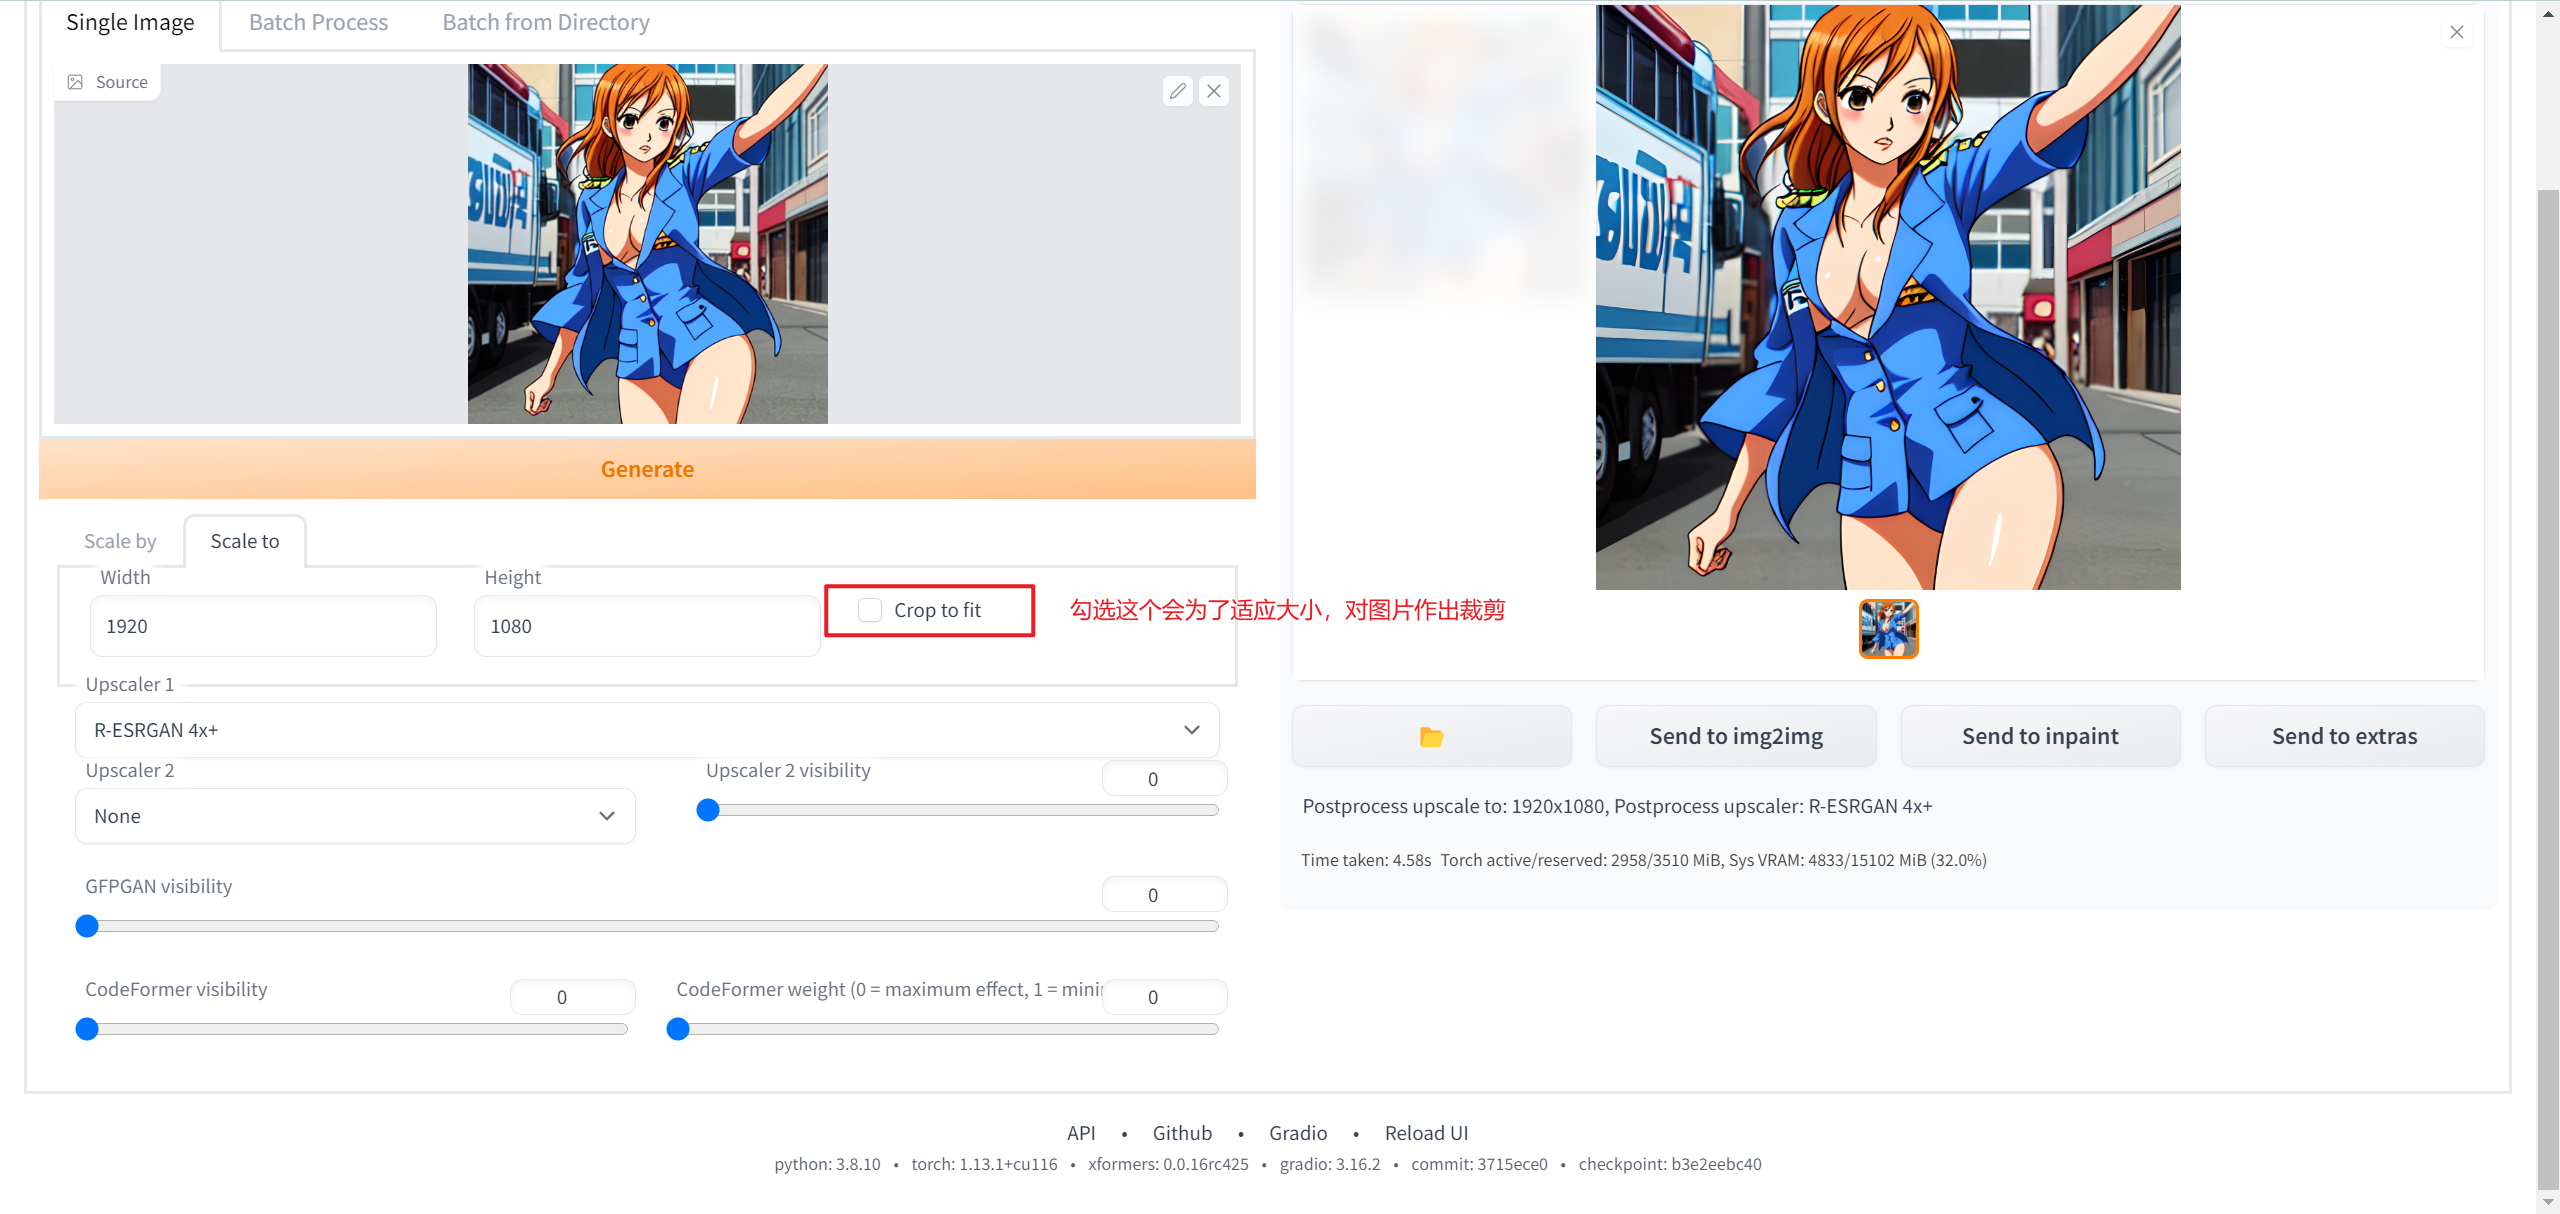 Single Image
Batch Process
Batch from Directory
Source
Generate
Scale by
Scale to
Width
Height
1920
1080
Crop to fit
勾选这个会为了适应大小，对图片作出裁剪
Upscaler 1
R-ESRGAN 4x+
Upscaler 2
None
Upscaler 2 visibility
0
GFPGAN visibility
0
CodeFormer visibility
0
CodeFormer weight (0 = maximum effect, 1 = mini
0
Send to img2img
Send to inpaint
Send to extras
Postprocess upscale to: 1920x1080, Postprocess upscaler: R-ESRGAN 4x+
Time taken: 4.58s Torch active/reserved: 2958/3510 MiB, Sys VRAM: 4833/15102 MiB (32.0%)
API • Github • Gradio • Reload UI
python: 3.8.10 • torch: 1.13.1+cu116 • xformers: 0.0.16rc425 • gradio: 3.16.2 • commit: 3715ece0 • checkpoint: b3e2eebc40